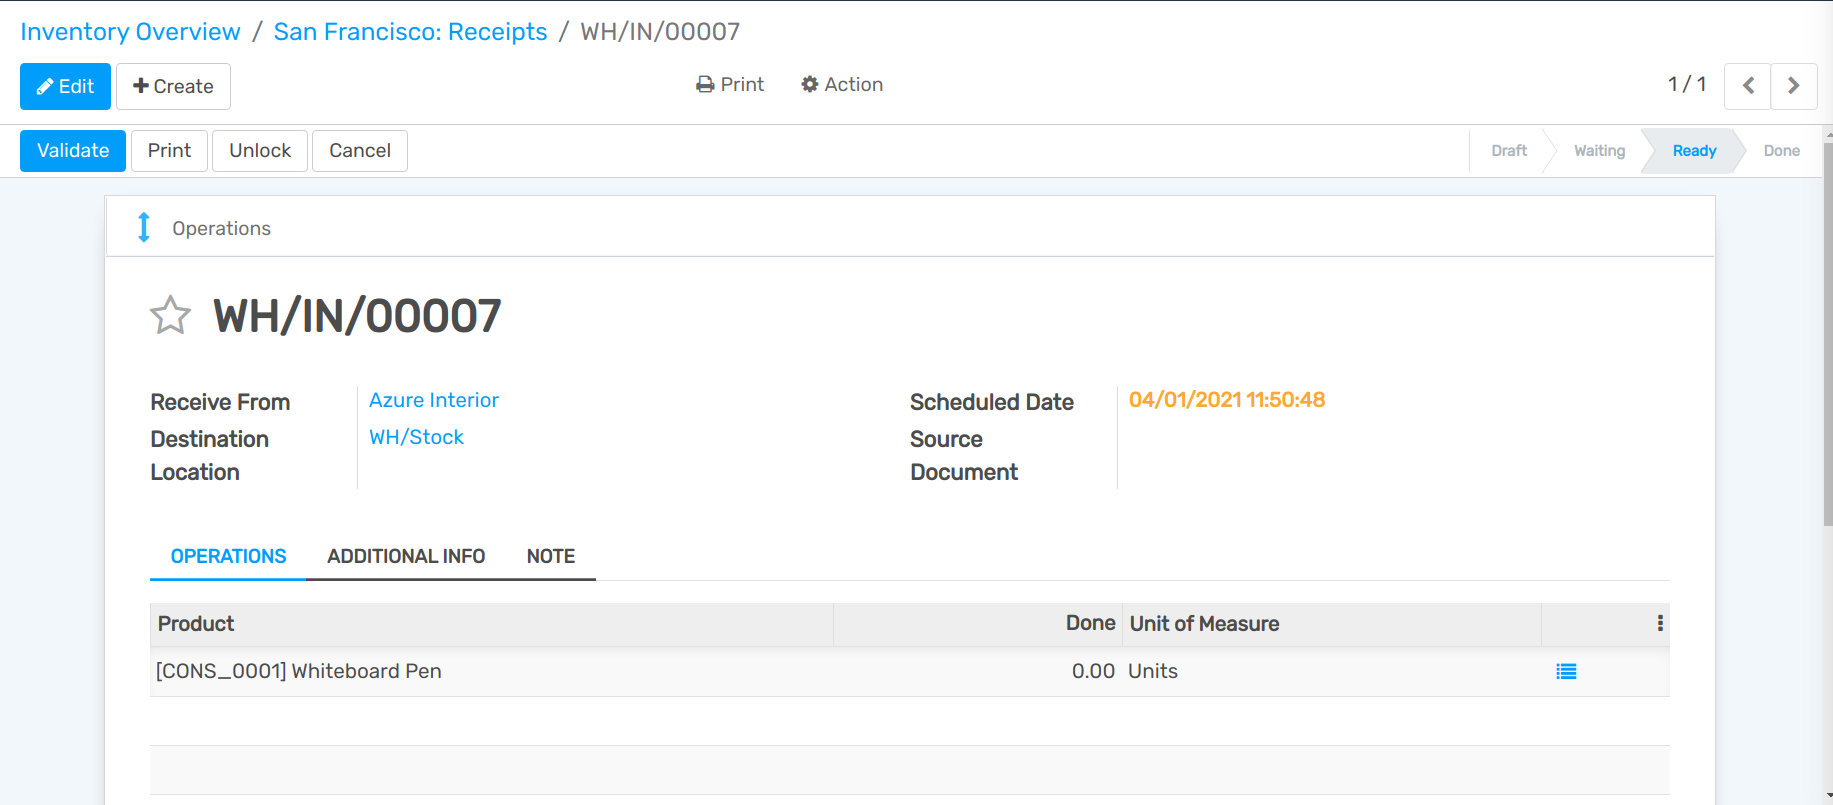 Inventory Overview / San Francisco: Receipts / WH/IN/00007
Edit Create Print Action 1 / 1
Validate Print Unlock Cancel Draft Waiting Ready Done
Operations
WH/IN/00007
Receive From Azure Interior Scheduled Date 04/01/2021 11:50:48
Destination WH/Stock Source
Location Document
OPERATIONS ADDITIONAL INFO NOTE
Product Done Unit of Measure
[CONS_0001] Whiteboard Pen 0.00 Units